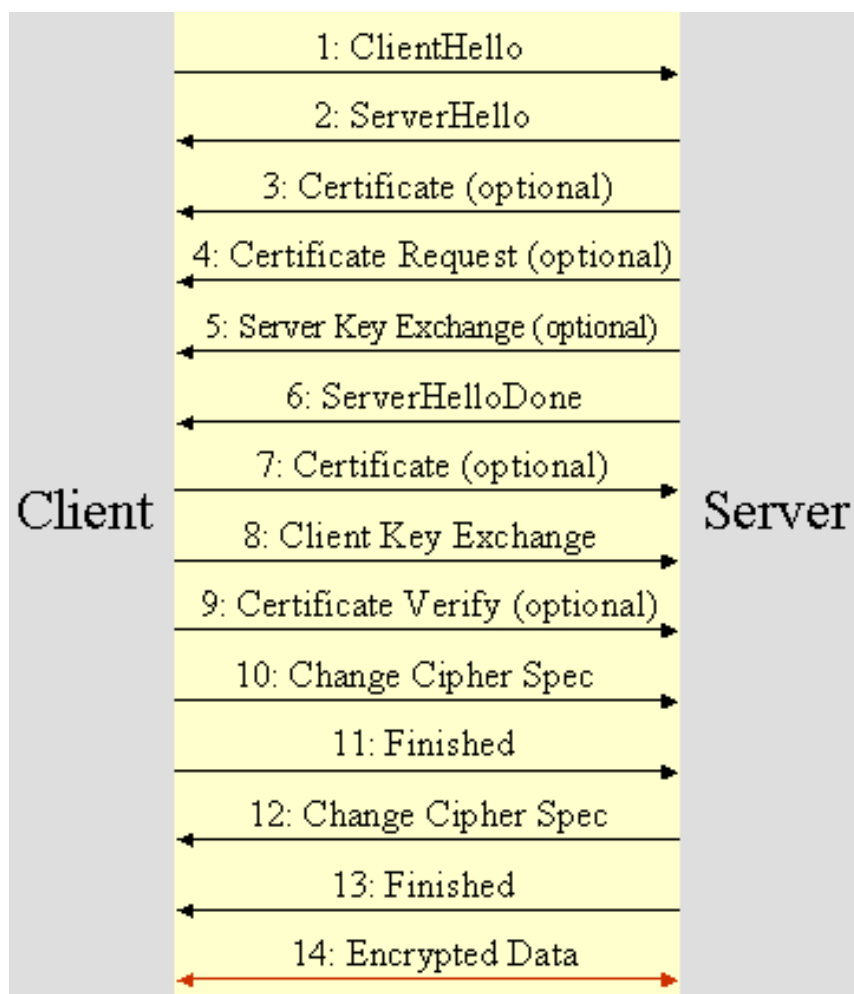 1: ClientHello
2: ServerHello
3: Certificate (optional)
4: Certificate Request (optional)
5: Server Key Exchange (optional)
6: ServerHelloDone
7: Certificate (optional)
Client
Server
8: Client Key Exchange
9: Certificate Verify (optional)
10: Change Cipher Spec
11: Finished
12: Change Cipher Spec
13: Finished
14: Encrypted Data